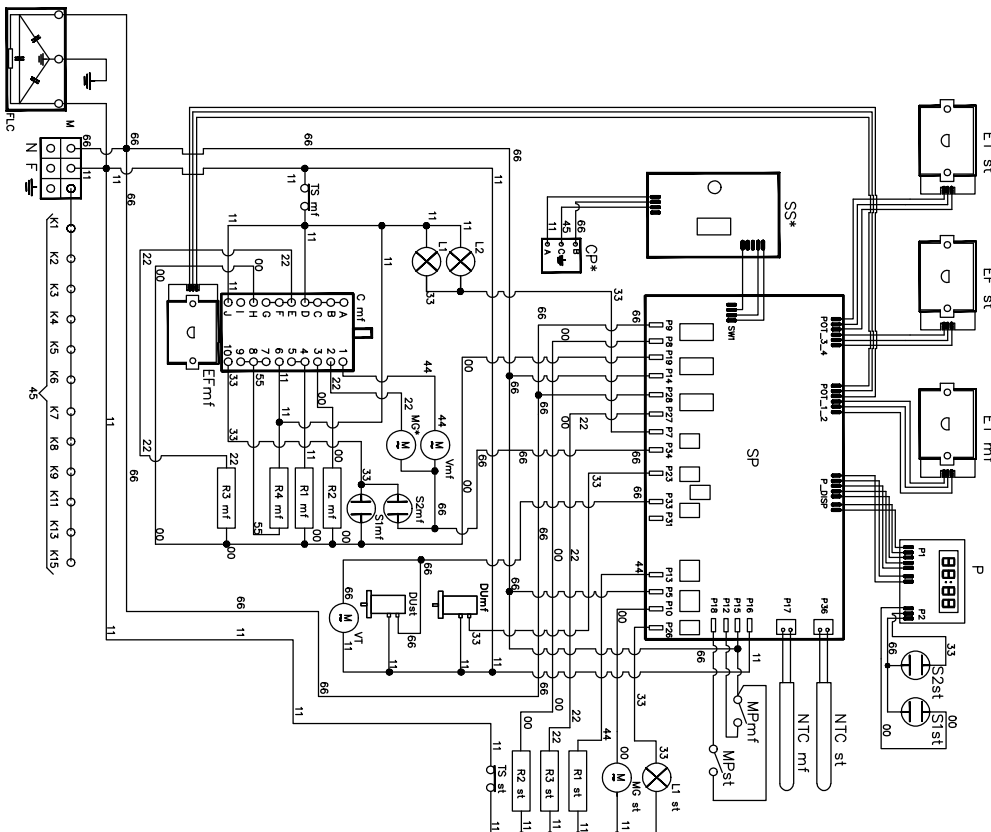 FLC
M
N F
66
11
K1
K2
K3
K4
K5
K6
K7
K8
K9
K11
K13
K15
45
TS mf
L1
L2
33
C mf
A
B
C
D
E
F
G
H
I
J
1
2
3
4
5
6
7
8
9
10
EFmf
22
00
55
44
MG*
Vmf
R3 mf
R4 mf
R1 mf
R2 mf
S1mf
S2mf
VT
M
DUst
DUmf
SS*
CP*
B
C
A
66
45
11
SW1
SP
P9
P8
P19
P14
P28
P27
P7
P34
P23
P33
P31
P13
P5
P10
P26
P18
P12
P15
P16
P17
P36
POT_3_4
POT_1_2
P_DISP
EF st
P
P1
P2
88:88
S2st
S1st
NTC st
NTC mf
MPmf
MPst
TS st
R2 st
R3 st
R1 st
MG st
L1 st